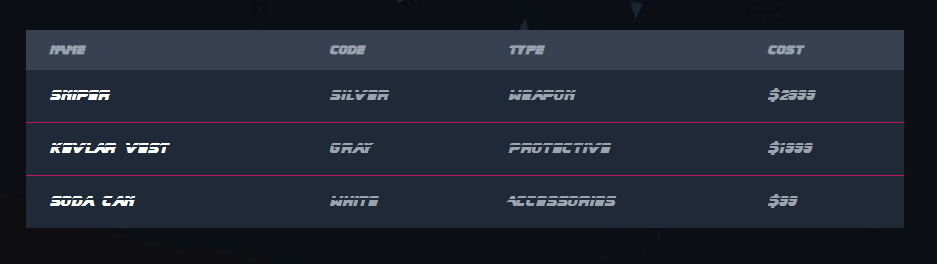 NAME CODE TYPE COST
SNIPER SILVER WEAPON $2999
KEVLAR VEST GRAY PROTECTIVE $1999
SODA CAN WHITE ACCESSORIES $99